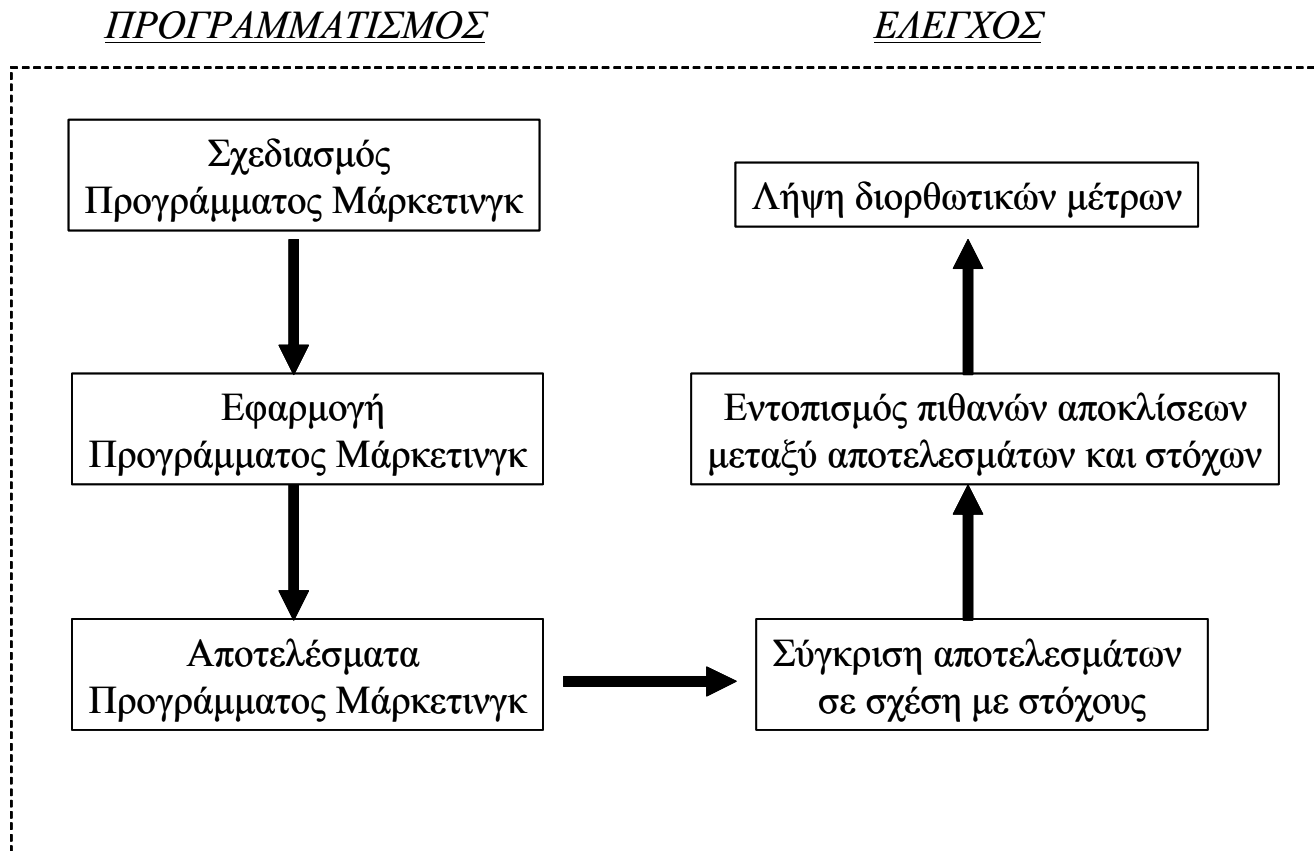 ΠΡΟΓΡΑΜΜΑΤΙΣΜΟΣ
ΕΛΕΓΧΟΣ
Σχεδιασμός
Προγράμματος Μάρκετινγκ
Εφαρμογή
Προγράμματος Μάρκετινγκ
Αποτελέσματα
Προγράμματος Μάρκετινγκ
Λήψη διορθωτικών μέτρων
Εντοπισμός πιθανών αποκλίσεων
μεταξύ αποτελεσμάτων και στόχων
Σύγκριση αποτελεσμάτων
σε σχέση με στόχους